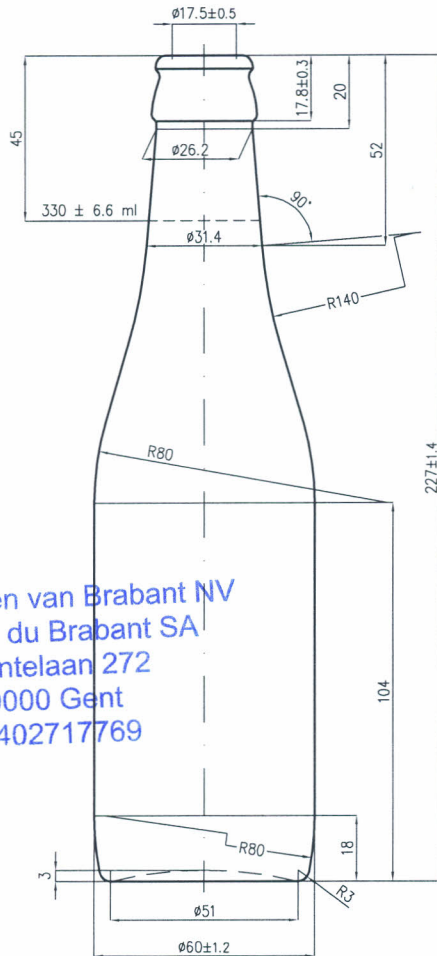 ø17.5±0.5
17.8±0.3
20
45
52
ø26.2
90°
330 ± 6.6 ml
ø31.4
R140
R80
227±1.4
en van Brabant NV
du Brabant SA
ntelaan 272
9000 Gent
402717769
104
R80
18
3
R3
ø51
ø60±1.2